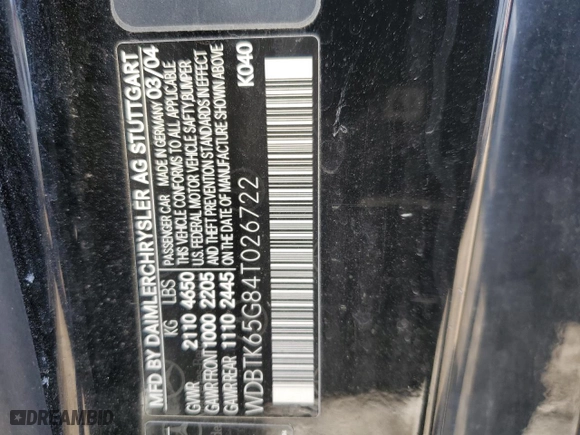 MFD BY DAIMLERCHRYSLER AG STUTTGART
PASSENGER CAR MADE IN GERMANY 03/04
THIS VEHICLE CONFORMS TO ALL APPLICABLE
U.S. FEDERAL MOTOR VEHICLE SAFTY, BUMPER
AND THEFT PREVENTION STANDARDS IN EFFECT
ON THE DATE OF MANUFACTURE SHOWN ABOVE
KG LBS
GVWR 2110 4650
GAWR FRONT 1000 2205
GAWR REAR 1110 2445
K040
WDBTK65G84T026722
DREAMBID